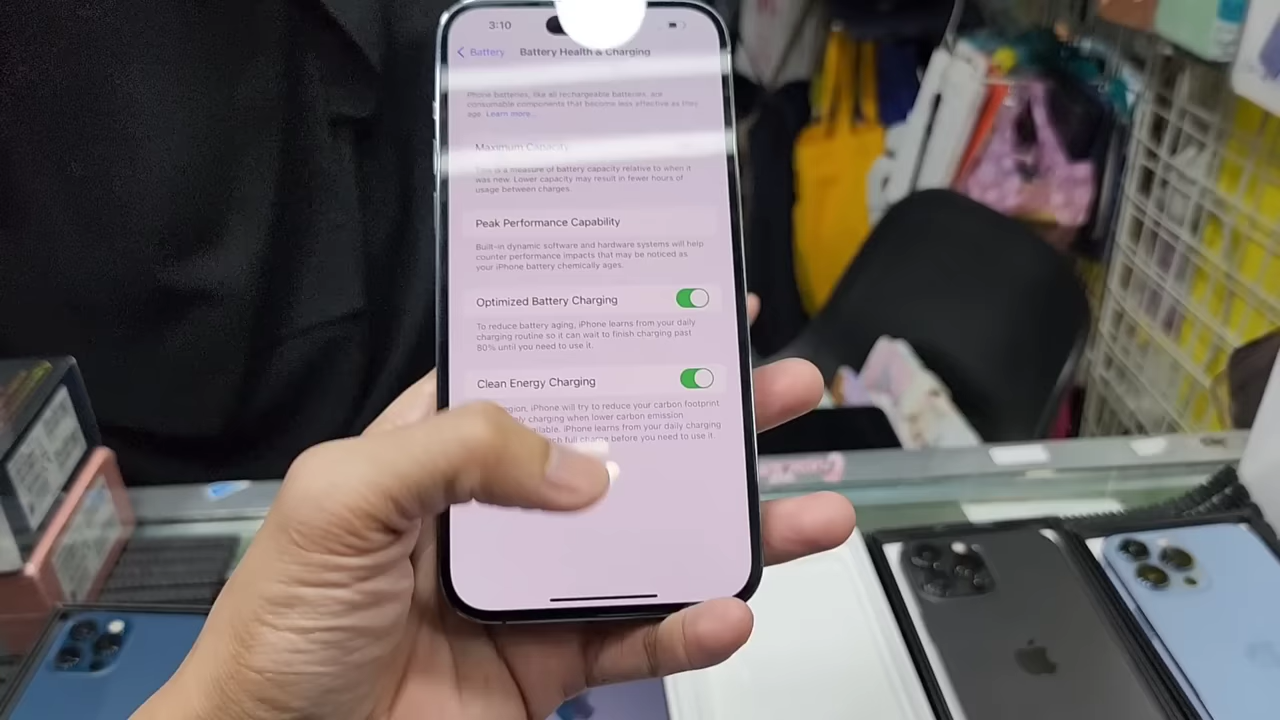 3:10
Battery
Battery Health & Charging
Phone batteries, like all rechargeable batteries, are
consumable components that become less effective as they
age. Learn more...
Maximum Capacity
This is a measure of battery capacity relative to when it
was new. Lower capacity may result in fewer hours of
usage between charges.
Peak Performance Capability
Built-in dynamic software and hardware systems will help
counter performance impacts that may be noticed as
your iPhone battery chemically ages.
Optimized Battery Charging
To reduce battery aging, iPhone learns from your daily
charging routine so it can wait to finish charging past
80% until you need to use it.
Clean Energy Charging
region, iPhone will try to reduce your carbon footprint
charging when lower carbon emission
iPhone learns from your daily charging
full charge before you need to use it.